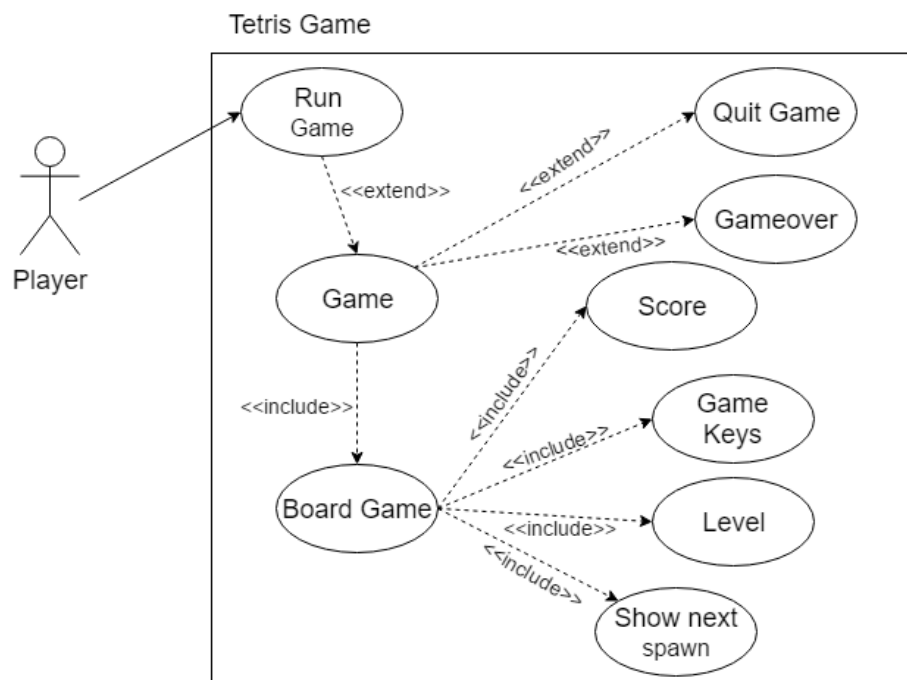 Tetris Game
Run
Game
Quit Game
<<extend>>
<<extend>>
Gameover
<<extend>>
Player
Game
Score
<<include>>
<<include>>
Game
Keys
<<include>>
Board Game
Level
<<include>>
<<include>>
Show next
spawn